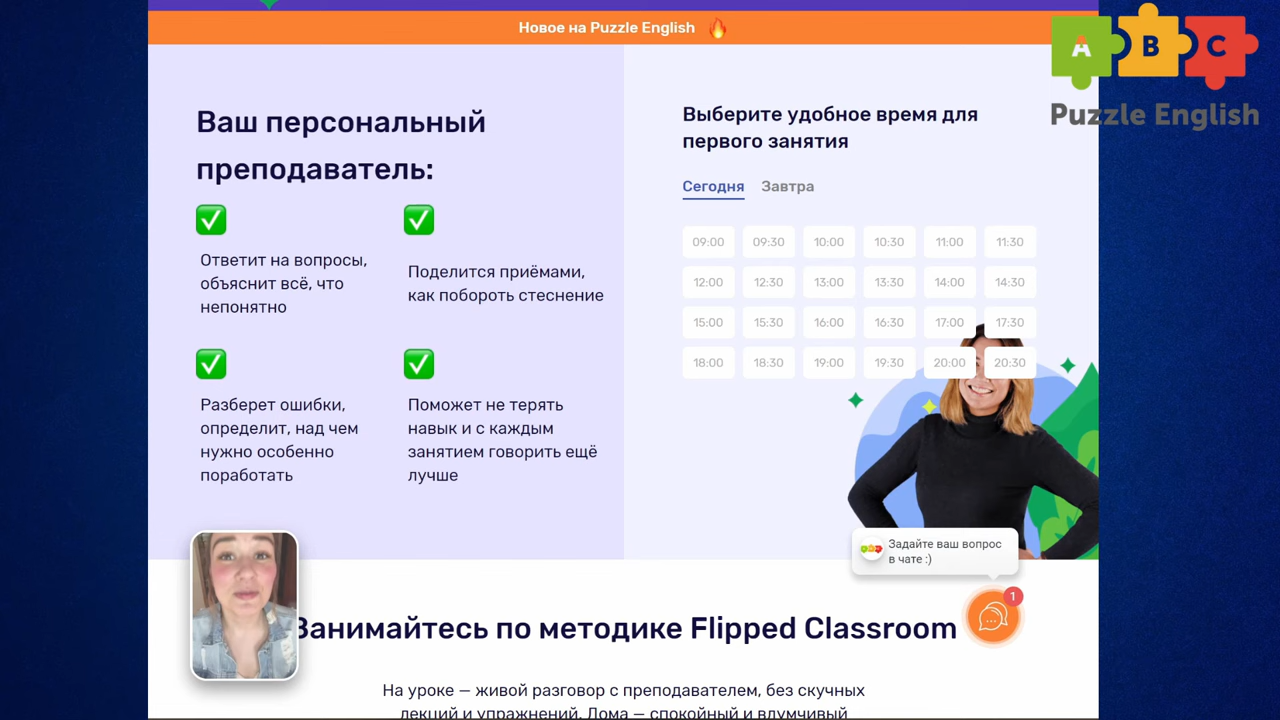 Новое на Puzzle English
A B C
Puzzle English
Ваш персональный
преподаватель:
Ответит на вопросы,
объяснит всё, что
непонятно
Поделится приёмами,
как побороть стеснение
Разберет ошибки,
определит, над чем
нужно особенно
поработать
Поможет не терять
навык и с каждым
занятием говорить ещё
лучше
Выберите удобное время для
первого занятия
Сегодня Завтра
09:00 09:30 10:00 10:30 11:00 11:30
12:00 12:30 13:00 13:30 14:00 14:30
15:00 15:30 16:00 16:30 17:00 17:30
18:00 18:30 19:00 19:30 20:00 20:30
Задайте ваш вопрос
в чате :)
1
Занимайтесь по методике Flipped Classroom
На уроке — живой разговор с преподавателем, без скучных
лекций и упражнений. Дома — спокойный и вдумчивый